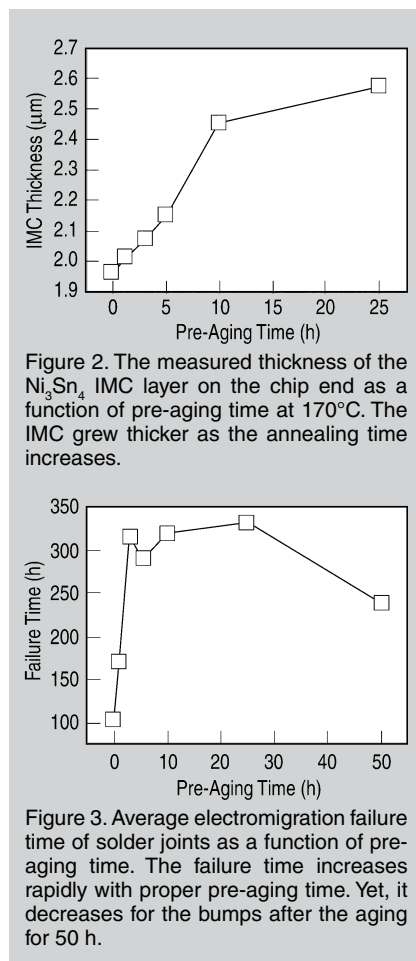 2.7
2.6
2.5
2.4
2.3
2.2
2.1
2.0
1.9
IMC Thickness (μm)
0 5 10 15 20 25
Pre-Aging Time (h)
Figure 2. The measured thickness of the
Ni₃Sn₄ IMC layer on the chip end as a
function of pre-aging time at 170°C. The
IMC grew thicker as the annealing time
increases.
350
300
250
200
150
100
Failure Time (h)
0 10 20 30 40 50
Pre-Aging Time (h)
Figure 3. Average electromigration failure
time of solder joints as a function of pre-
aging time. The failure time increases
rapidly with proper pre-aging time. Yet, it
decreases for the bumps after the aging
for 50 h.